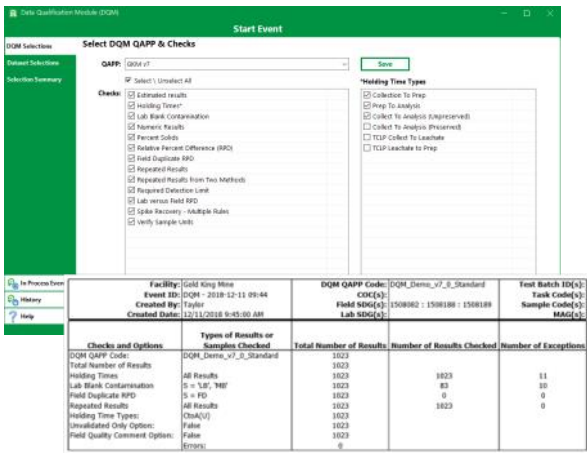 Data Qualification Module (DQM)
Start Event
DQM Selections
Dataset Selections
Selection Summary
Select DQM QAPP & Checks
QAPP: GKM v7
Save
Select \ Unselect All
*Holding Time Types
Checks:
Estimated results
Holding Times*
Lab Blank Contamination
Numeric Results
Percent Solids
Relative Percent Difference (RPD)
Field Duplicate RPD
Repeated Results
Repeated Results from Two Methods
Required Detection Limit
Lab versus Field RPD
Spike Recovery - Multiple Rules
Verify Sample Units
Collection To Prep
Prep To Analysis
Collect To Analysis (Unpreserved)
Collect To Analysis (Preserved)
TCLP Collect To Leachate
TCLP Leachate to Prep
In Process Even
History
Help
Facility: Gold King Mine DQM QAPP Code: DQM_Demo_v7_0_Standard Test Batch ID(s):
Event ID: DQM - 2018-12-11 09:44 COC(s): Task Code(s):
Created By: Taylor Field SDG(s): 1508082 : 1508188 : 1508189 Sample Code(s):
Created Date: 12/11/2018 9:45:00 AM Lab SDG(s): MAG(s):
Checks and Options Types of Results or Samples Checked Total Number of Results Number of Results Checked Number of Exceptions
DQM QAPP Code: DQM_Demo_v7_0_Standard 1023
Total Number of Results 1023
Holding Times All Results 1023 1023 11
Lab Blank Contamination S = 'LB', 'MB' 1023 83 10
Field Duplicate RPD S = FD 1023 0 0
Repeated Results All Results 1023 1023 0
Holding Time Types: CtoA(U) 1023
Unvalidated Only Option: False 1023
Field Quality Comment Option: False 1023
Errors: 0